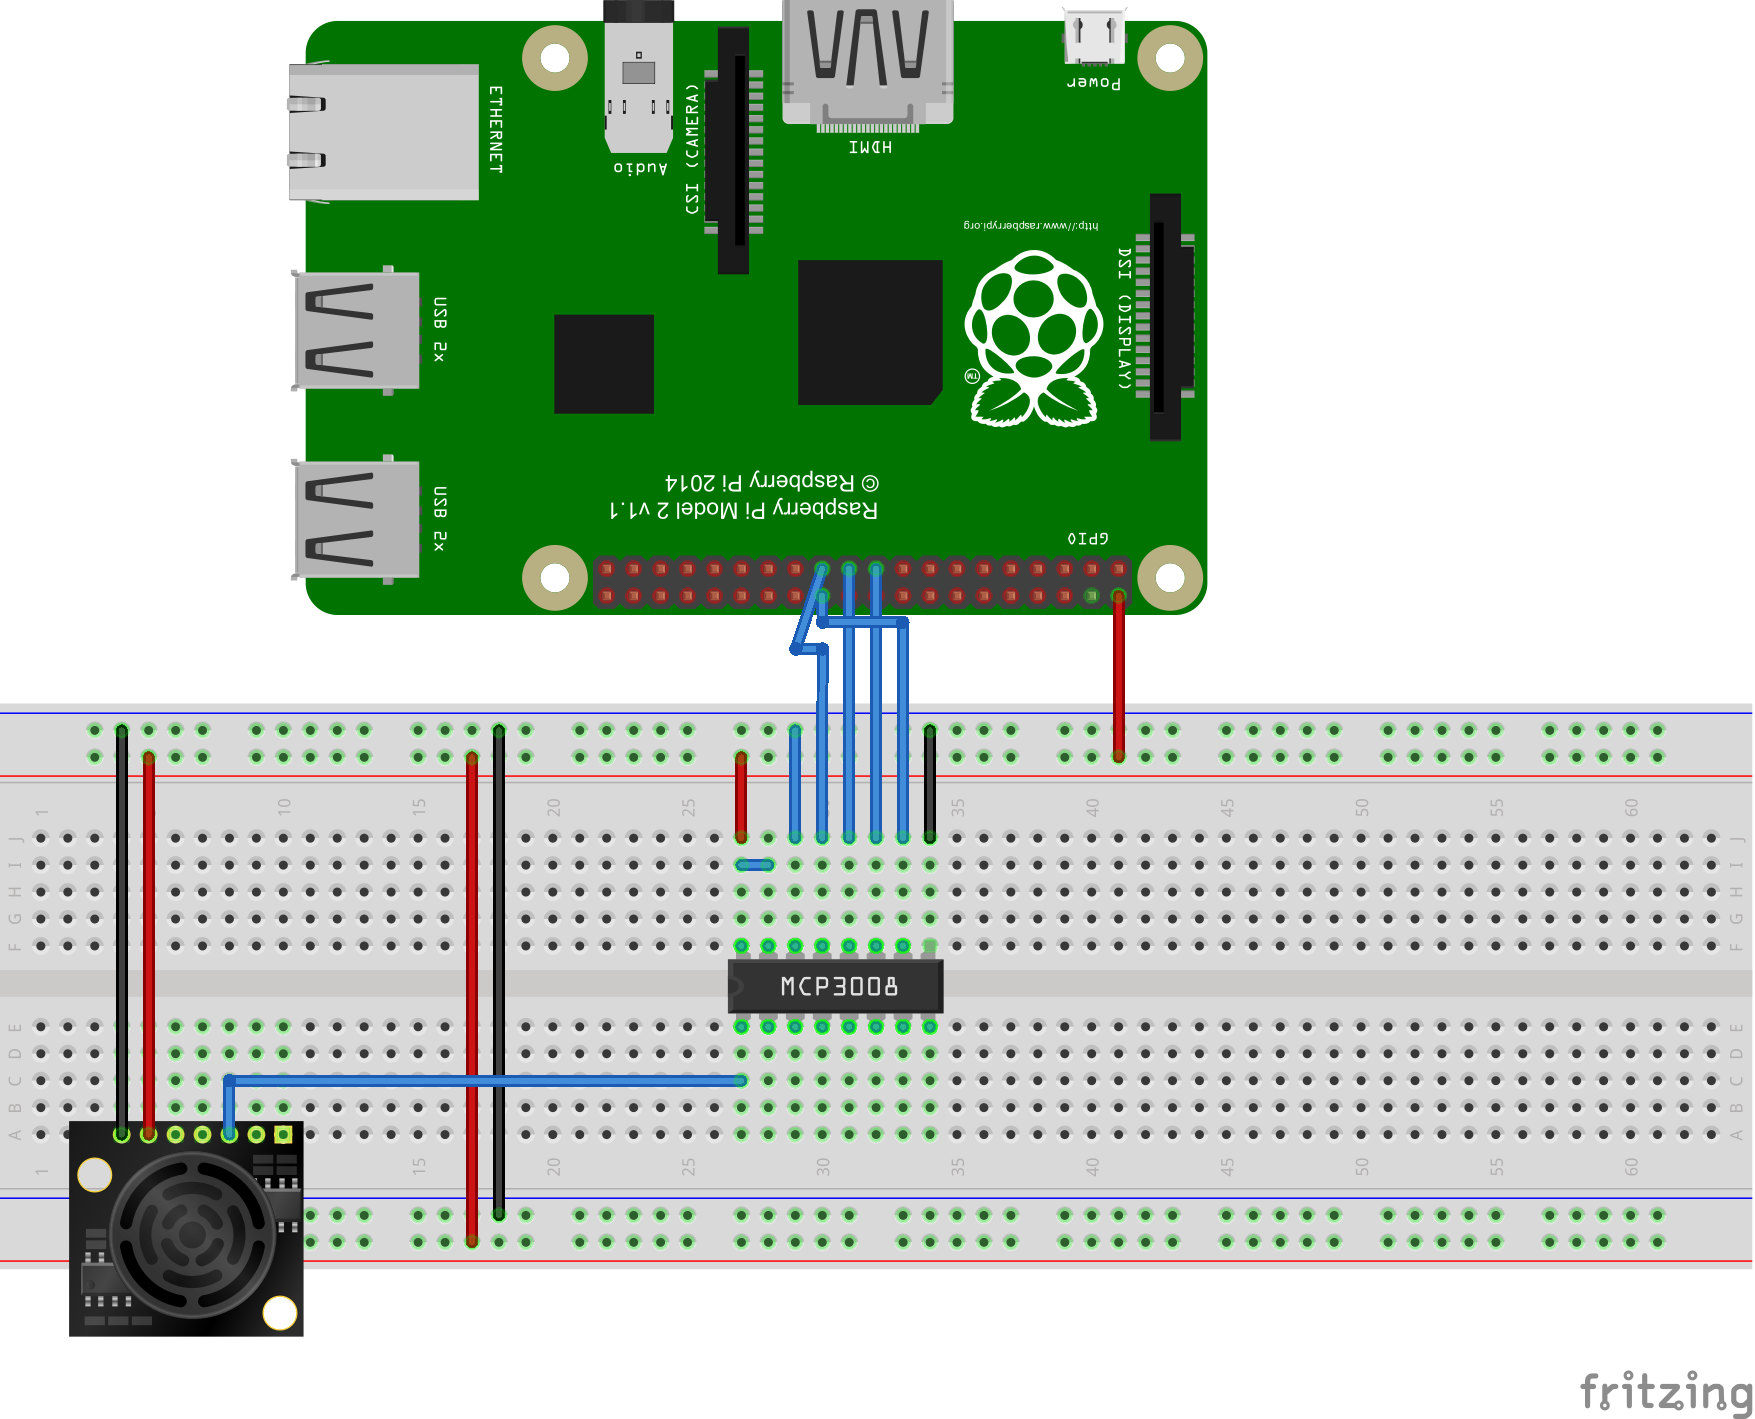 ETHERNET
Audio
CSI (CAMERA)
HDMI
Power
http://www.raspberrypi.org
USB 2x
DSI (DISPLAY)
TM
USB 2x
© Raspberry Pi 2014
Raspberry Pi Model 2 v1.1
GPIO
1 10 15 20 25 35 40 45 50 55 60
J J
I I
H H
G G
F F
MCP3008
E E
D D
C C
B B
A A
1 15 20 25 30 35 40 45 50 55 60
fritzing